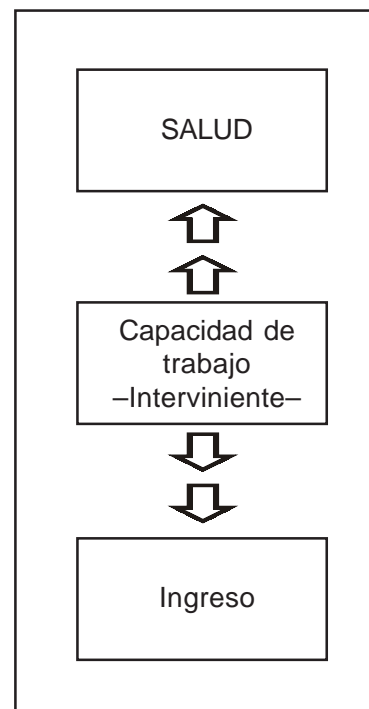 SALUD
Capacidad de
trabajo
–Interviniente–
Ingreso